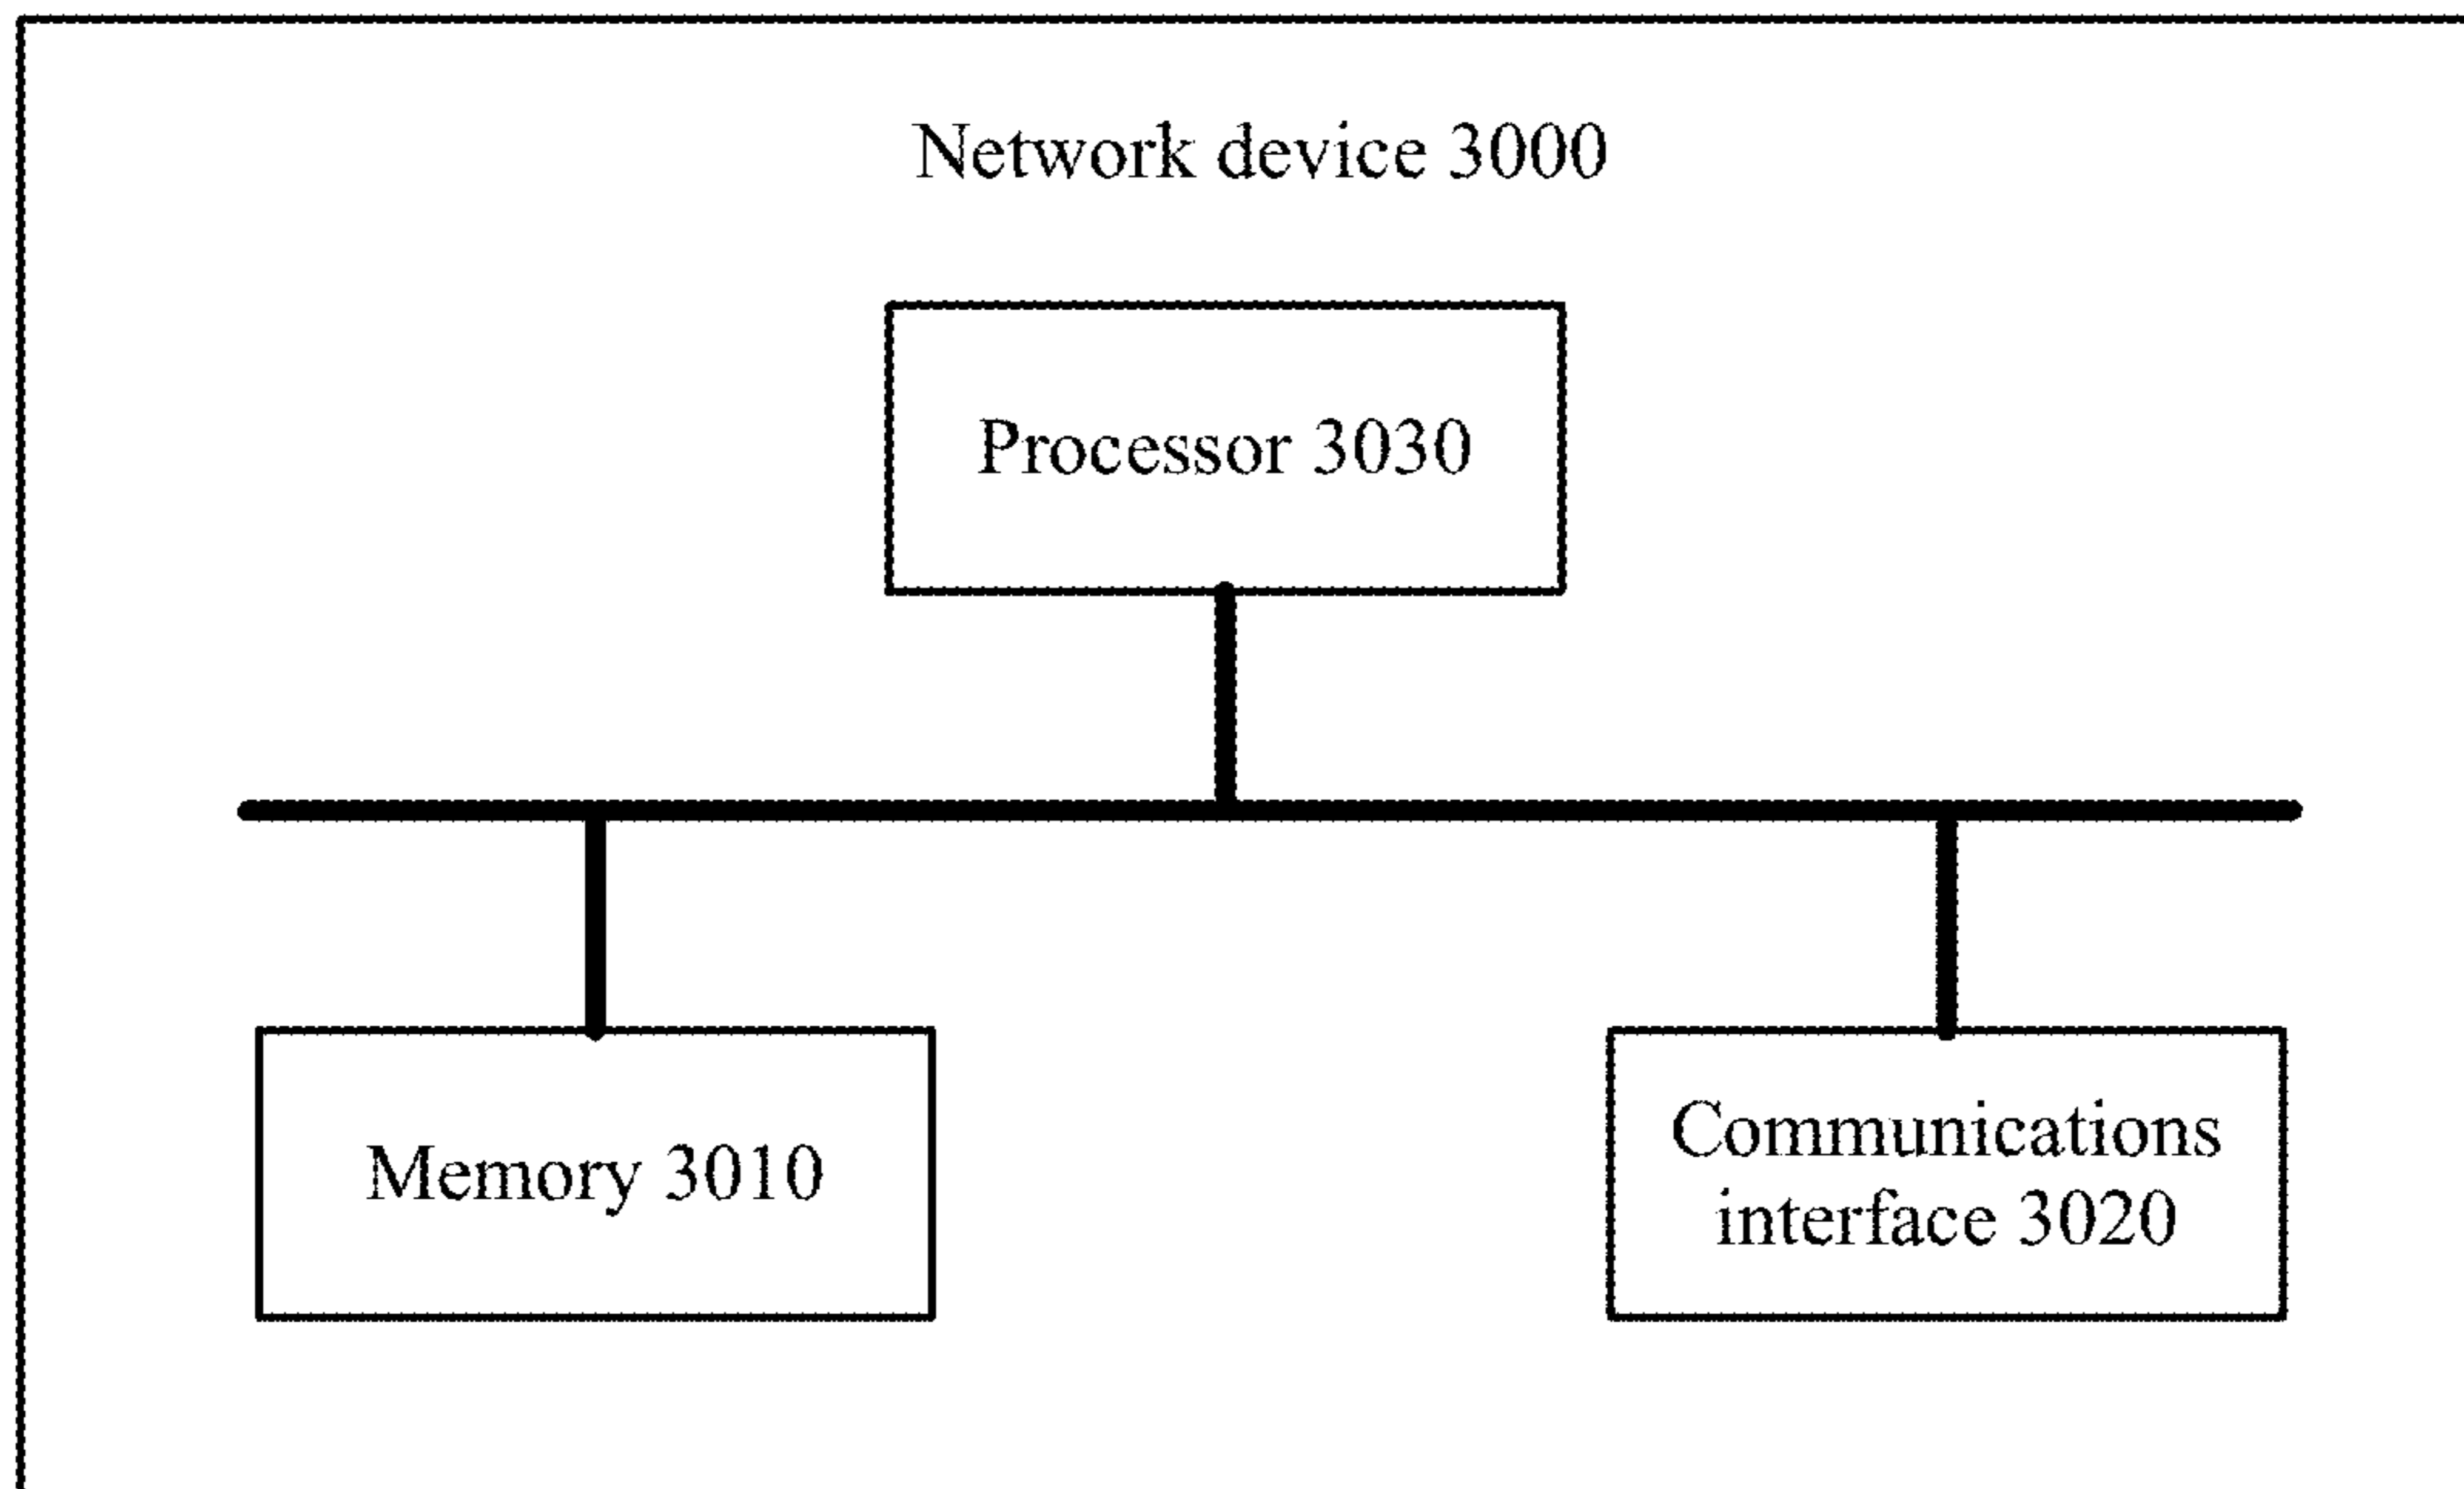 Network device 3000
Processor 3030
Memory 3010
Communications
interface 3020